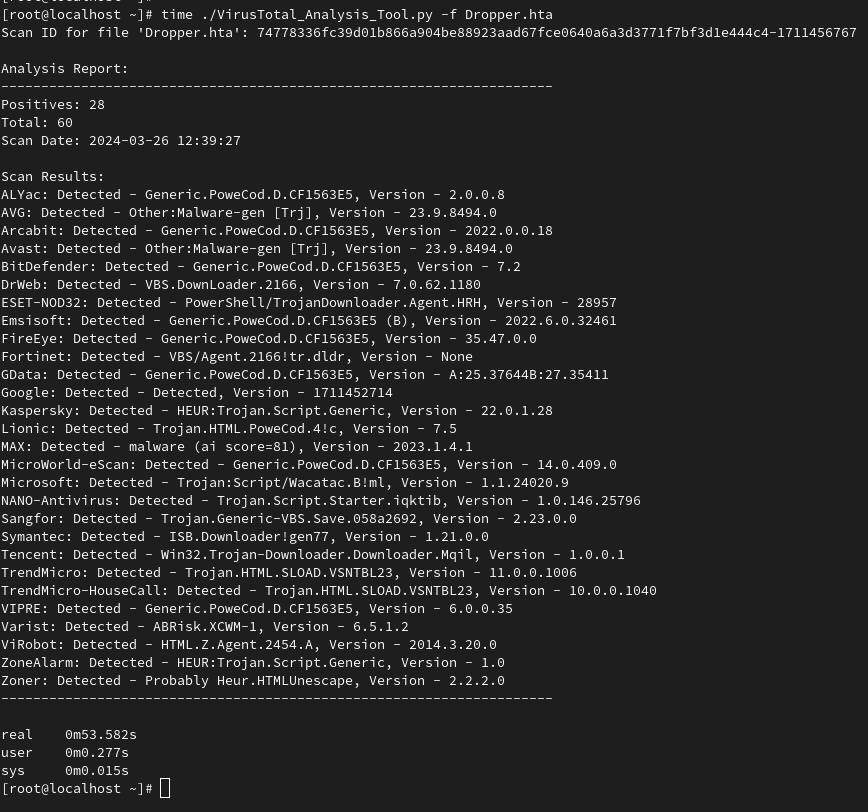 [root@localhost ~]# time ./VirusTotal_Analysis_Tool.py -f Dropper.hta
Scan ID for file 'Dropper.hta': 74778336fc39d01b866a904be88923aad67fce0640a6a3d3771f7bf3d1e444c4-1711456767
Analysis Report:
---------------------------------------------------------------------
Positives: 28
Total: 60
Scan Date: 2024-03-26 12:39:27
Scan Results:
ALYac: Detected - Generic.PoweCod.D.CF1563E5, Version - 2.0.0.8
AVG: Detected - Other:Malware-gen [Trj], Version - 23.9.8494.0
Arcabit: Detected - Generic.PoweCod.D.CF1563E5, Version - 2022.0.0.18
Avast: Detected - Other:Malware-gen [Trj], Version - 23.9.8494.0
BitDefender: Detected - Generic.PoweCod.D.CF1563E5, Version - 7.2
DrWeb: Detected - VBS.DownLoader.2166, Version - 7.0.62.1180
ESET-NOD32: Detected - PowerShell/TrojanDownloader.Agent.HRH, Version - 28957
Emsisoft: Detected - Generic.PoweCod.D.CF1563E5 (B), Version - 2022.6.0.32461
FireEye: Detected - Generic.PoweCod.D.CF1563E5, Version - 35.47.0.0
Fortinet: Detected - VBS/Agent.2166!tr.dldr, Version - None
GData: Detected - Generic.PoweCod.D.CF1563E5, Version - A:25.37644B:27.35411
Google: Detected - Detected, Version - 1711452714
Kaspersky: Detected - HEUR:Trojan.Script.Generic, Version - 22.0.1.28
Lionic: Detected - Trojan.HTML.PoweCod.4!c, Version - 7.5
MAX: Detected - malware (ai score=81), Version - 2023.1.4.1
MicroWorld-eScan: Detected - Generic.PoweCod.D.CF1563E5, Version - 14.0.409.0
Microsoft: Detected - Trojan:Script/Wacatac.B!ml, Version - 1.1.24020.9
NANO-Antivirus: Detected - Trojan.Script.Starter.iqktib, Version - 1.0.146.25796
Sangfor: Detected - Trojan.Generic-VBS.Save.058a2692, Version - 2.23.0.0
Symantec: Detected - ISB.Downloader!gen77, Version - 1.21.0.0
Tencent: Detected - Win32.Trojan-Downloader.Downloader.Mqil, Version - 1.0.0.1
TrendMicro: Detected - Trojan.HTML.SLOAD.VSNTBL23, Version - 11.0.0.1006
TrendMicro-HouseCall: Detected - Trojan.HTML.SLOAD.VSNTBL23, Version - 10.0.0.1040
VIPRE: Detected - Generic.PoweCod.D.CF1563E5, Version - 6.0.0.35
Varist: Detected - ABRisk.XCWM-1, Version - 6.5.1.2
ViRobot: Detected - HTML.Z.Agent.2454.A, Version - 2014.3.20.0
ZoneAlarm: Detected - HEUR:Trojan.Script.Generic, Version - 1.0
Zoner: Detected - Probably Heur.HTMLUnescape, Version - 2.2.2.0
---------------------------------------------------------------------
real 0m53.582s
user 0m0.277s
sys 0m0.015s
[root@localhost ~]#